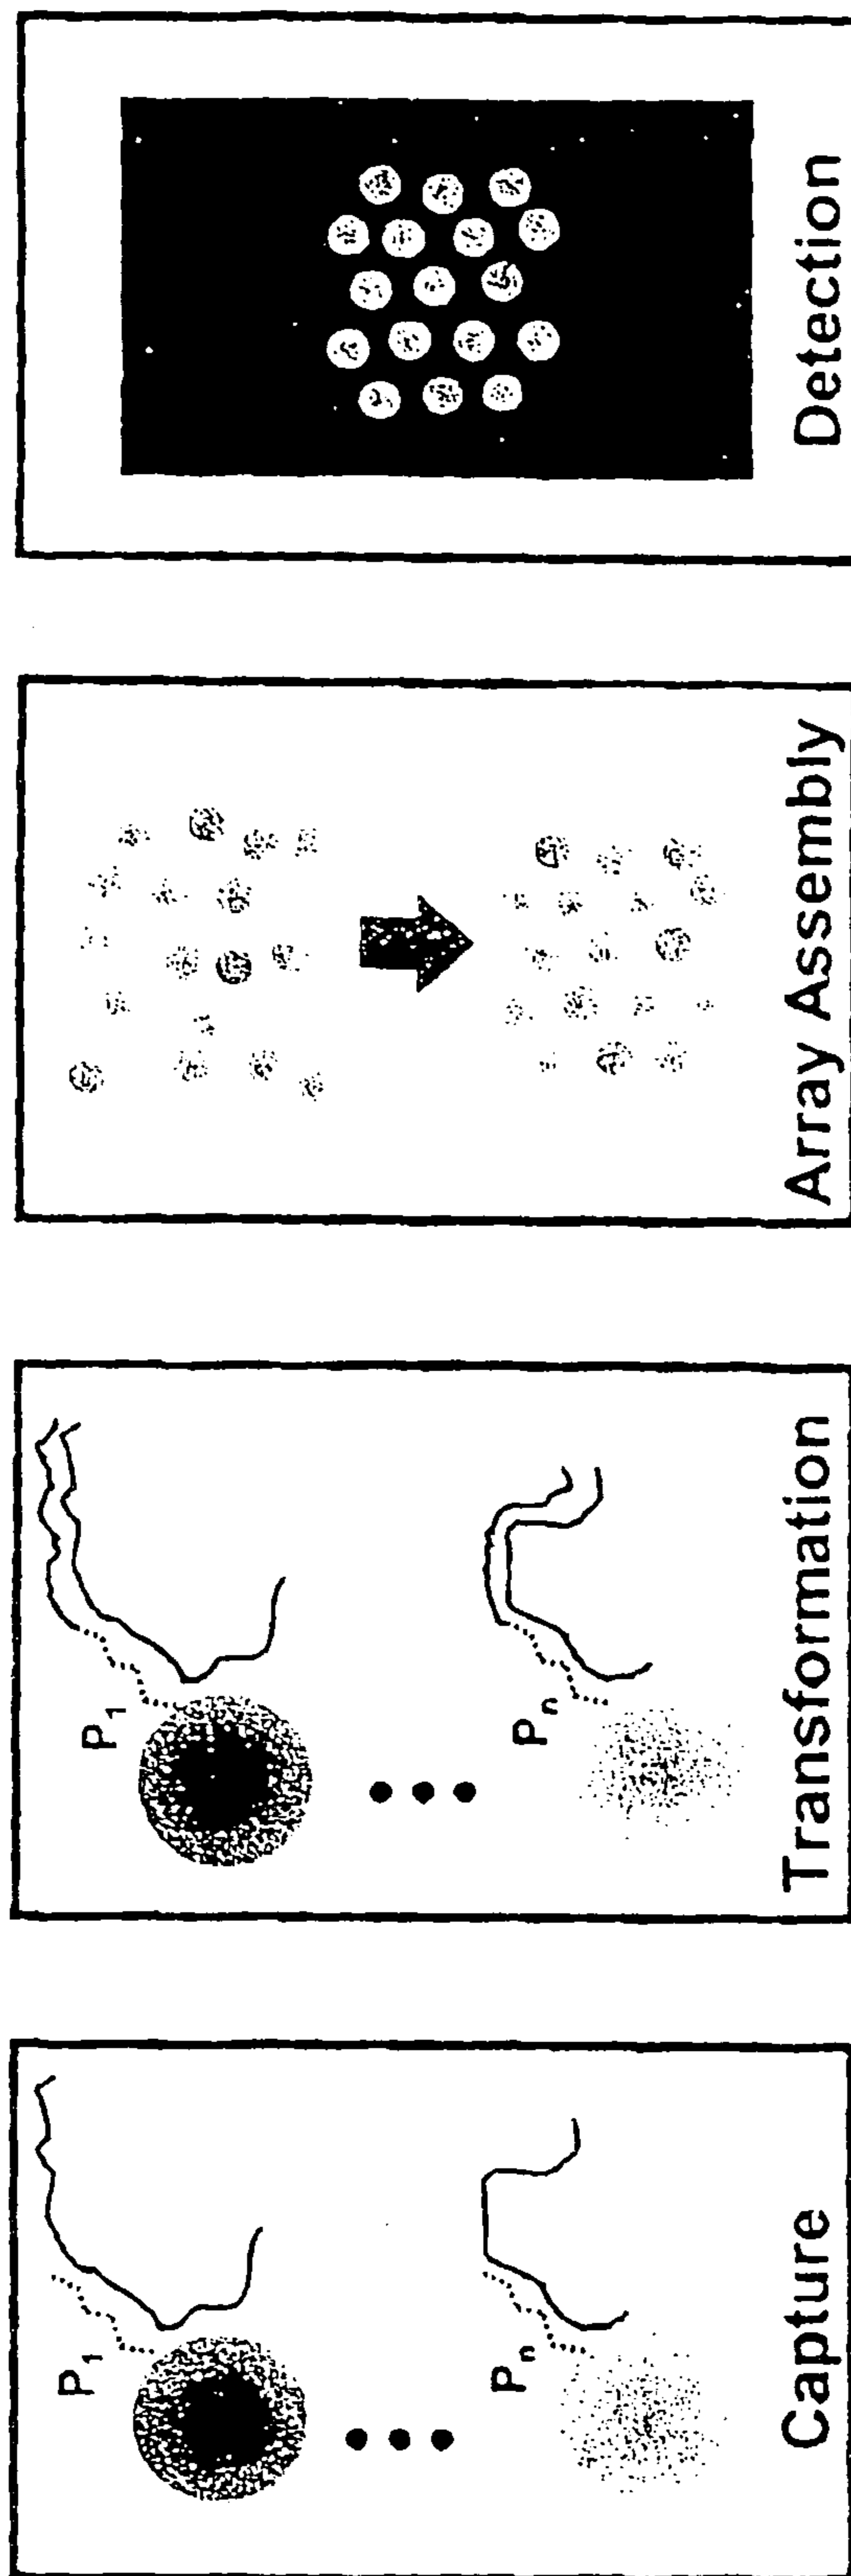 P1
Pn
Capture
P1
Pn
Transformation
Array Assembly
Detection